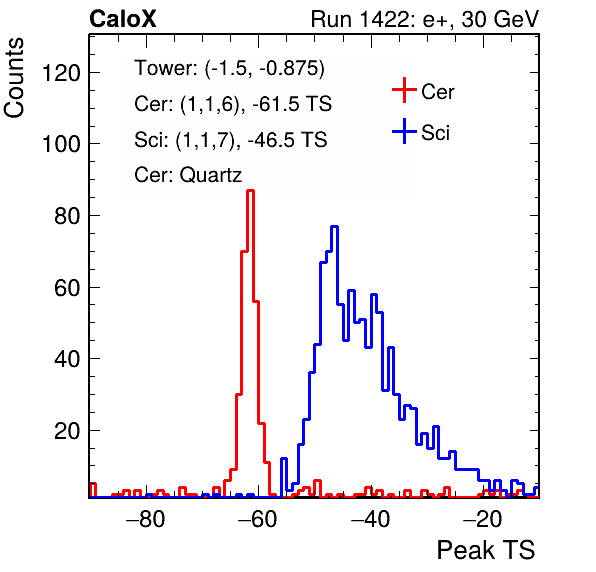 CaloX Run 1422: e+, 30 GeV
Counts
Tower: (-1.5, -0.875)
Cer: (1,1,6), -61.5 TS
Sci: (1,1,7), -46.5 TS
Cer: Quartz
Cer
Sci
120
100
80
60
40
20
−80 −60 −40 −20
Peak TS